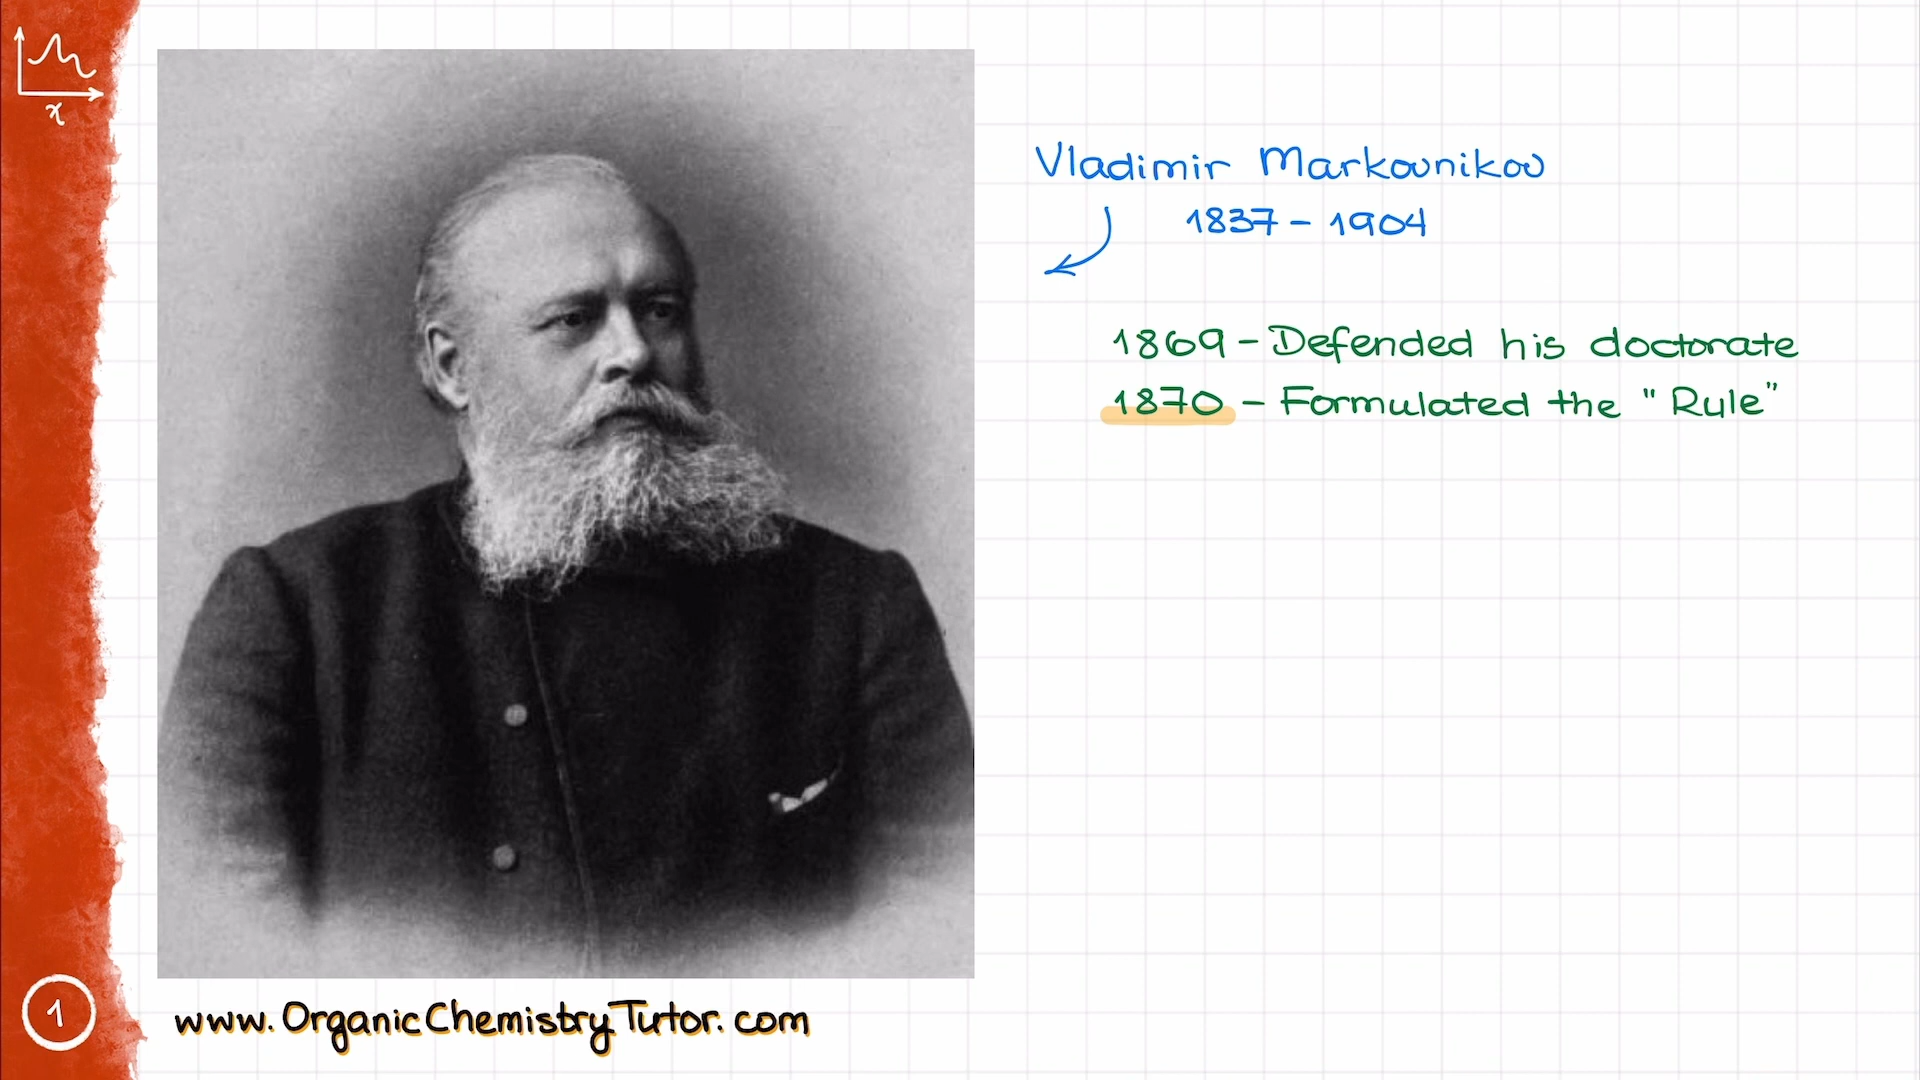 x
Vladimir Markovnikov
1837 - 1904
1869 - Defended his doctorate
1870 - Formulated the "Rule"
1
www.OrganicChemistryTutor.com